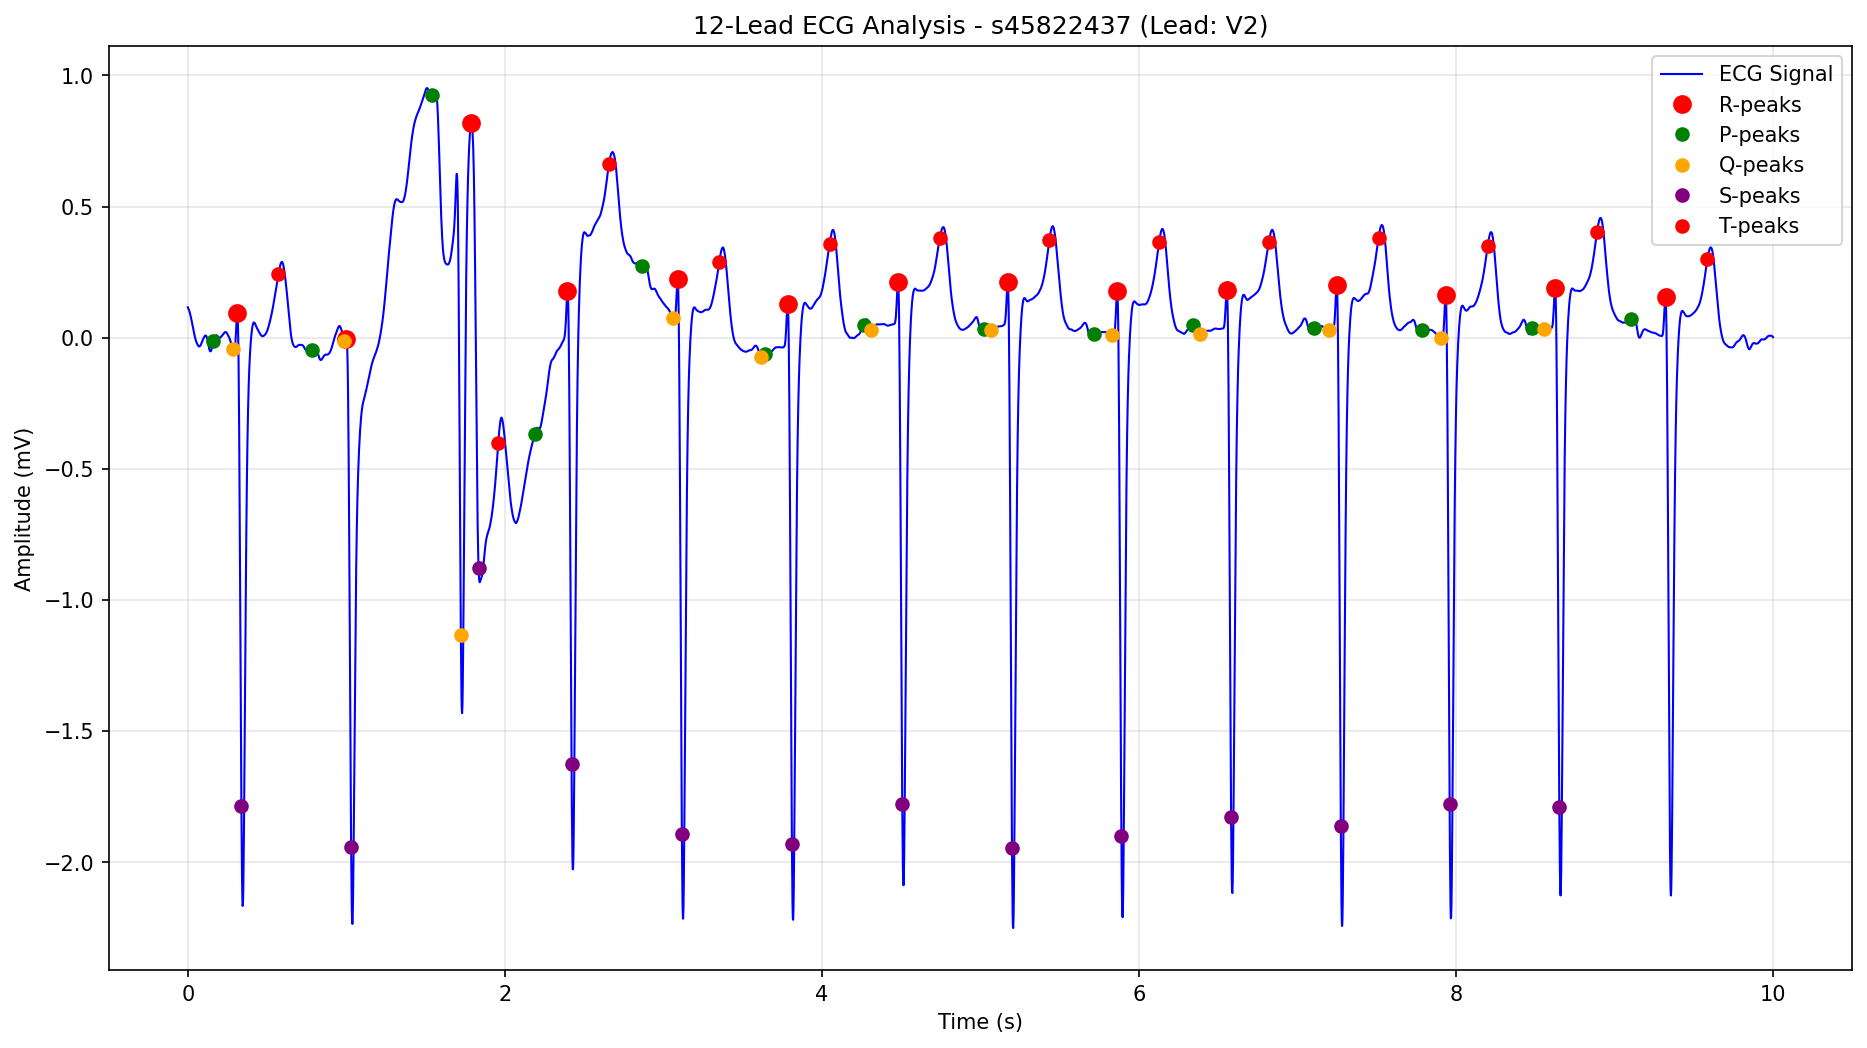 12-Lead ECG Analysis - s45822437 (Lead: V2)
ECG Signal
R-peaks
P-peaks
Q-peaks
S-peaks
T-peaks
Amplitude (mV)
1.0
0.5
0.0
−0.5
−1.0
−1.5
−2.0
0 2 4 6 8 10
Time (s)